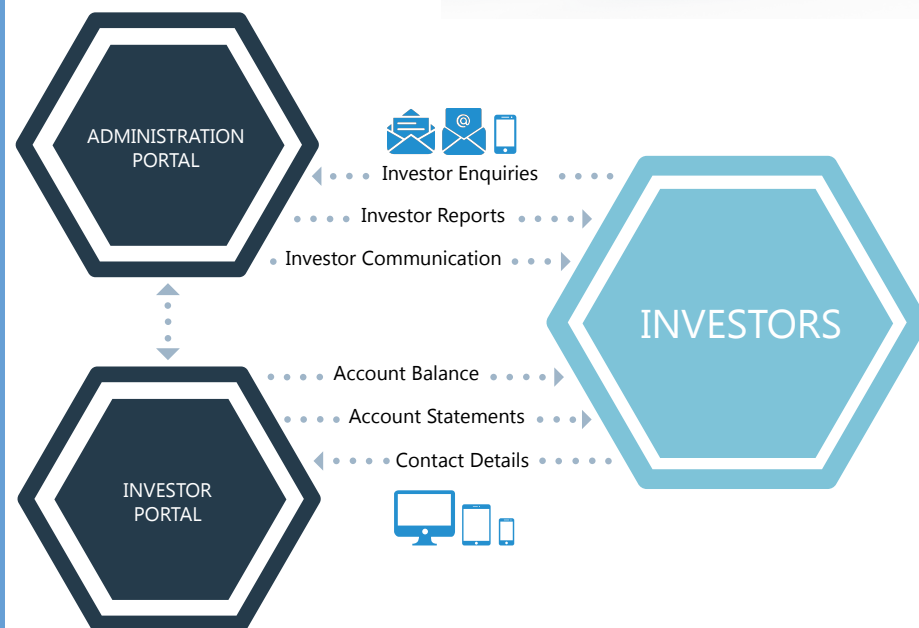 ADMINISTRATION
PORTAL
Investor Enquiries
Investor Reports
Investor Communication
INVESTORS
Account Balance
Account Statements
Contact Details
INVESTOR
PORTAL